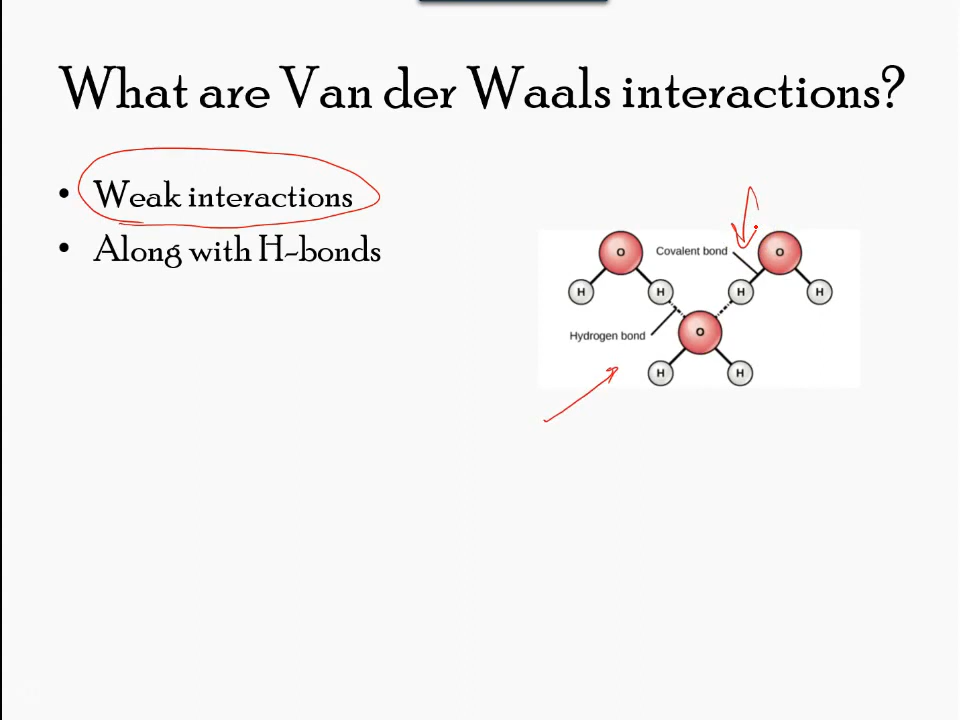 What are Van der Waals interactions?
• Weak interactions
• Along with H-bonds
O Covalent bond O
H H H H
Hydrogen bond O
H H